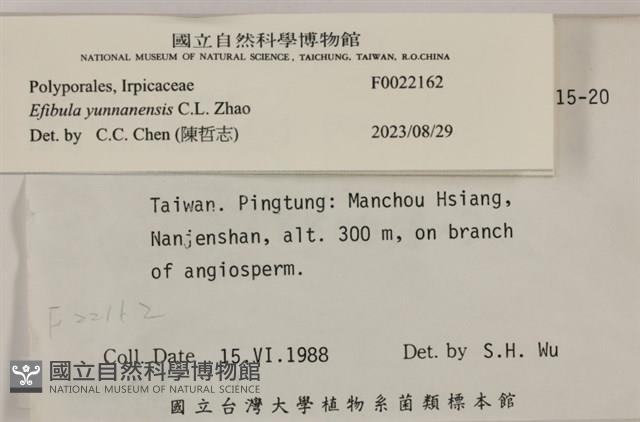 國立自然科學博物館
NATIONAL MUSEUM OF NATURAL SCIENCE, TAICHUNG, TAIWAN, R.O.CHINA
Polyporales, Irpicaceae F0022162
Efibula yunnanensis C.L. Zhao
Det. by C.C. Chen (陳哲志) 2023/08/29
15-20
Taiwan. Pingtung: Manchou Hsiang,
Nanjenshan, alt. 300 m, on branch
of angiosperm.
F22162
Coll. Date 15.VI.1988 Det. by S.H. Wu
國立自然科學博物館
NATIONAL MUSEUM OF NATURAL SCIENCE
國立台灣大學植物系菌類標本館